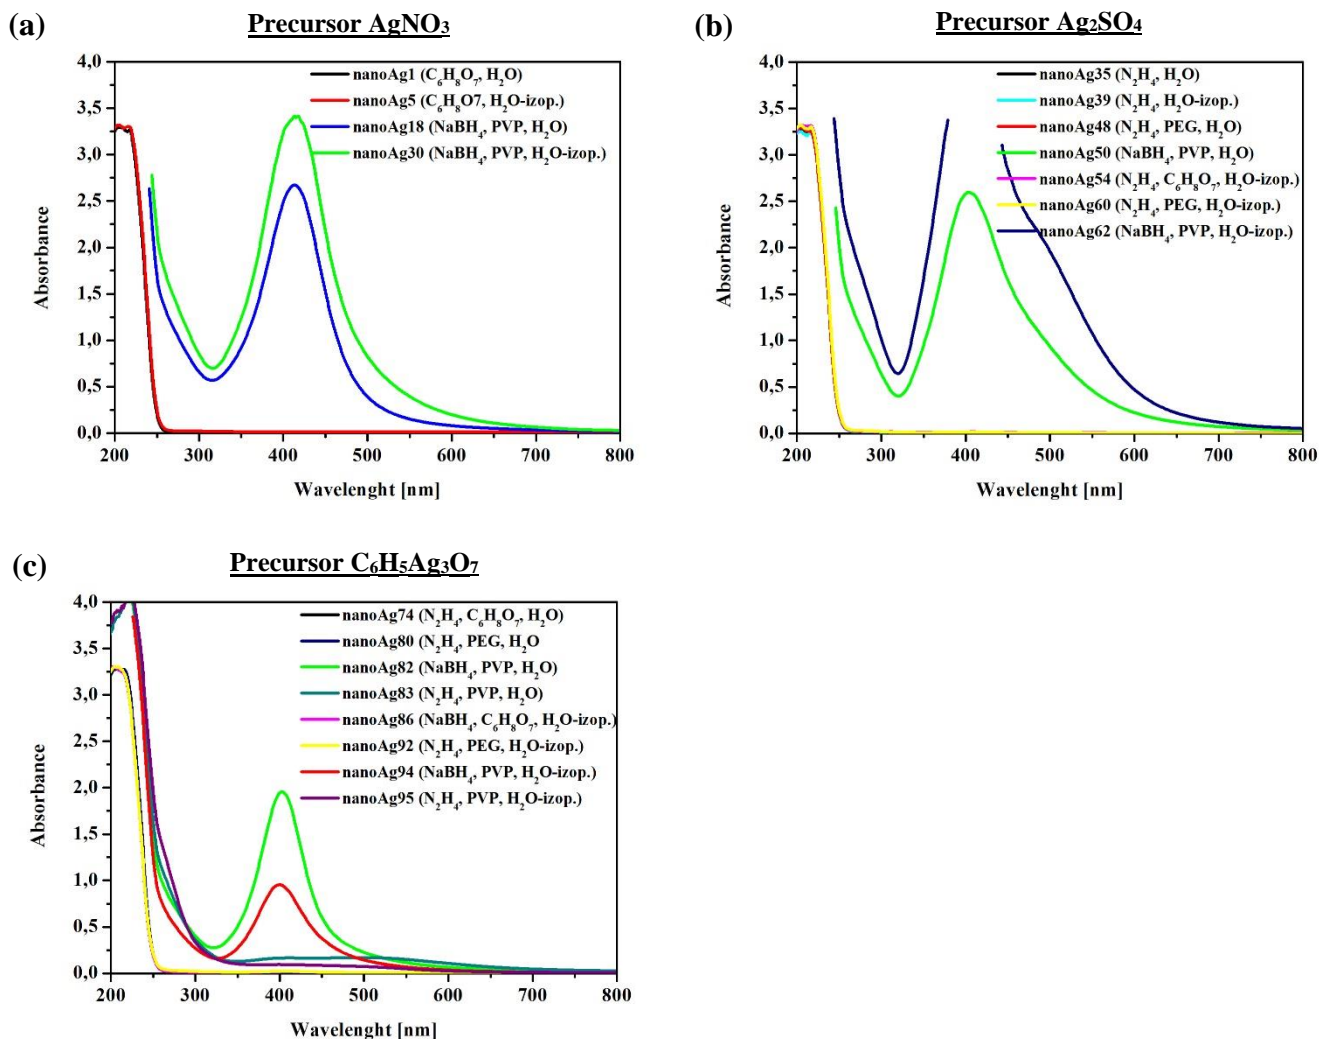 (a)
Precursor AgNO₃
4,0
3,5
3,0
2,5
2,0
1,5
1,0
0,5
0,0
Absorbance
nanoAg1 (C₆H₈O₇, H₂O)
nanoAg5 (C₆H₈O7, H₂O-izop.)
nanoAg18 (NaBH₄, PVP, H₂O)
nanoAg30 (NaBH₄, PVP, H₂O-izop.)
200 300 400 500 600 700 800
Wavelenght [nm]
(b)
Precursor Ag₂SO₄
4,0
3,5
3,0
2,5
2,0
1,5
1,0
0,5
0,0
Absorbance
nanoAg35 (N₂H₄, H₂O)
nanoAg39 (N₂H₄, H₂O-izop.)
nanoAg48 (N₂H₄, PEG, H₂O)
nanoAg50 (NaBH₄, PVP, H₂O)
nanoAg54 (N₂H₄, C₆H₈O₇, H₂O-izop.)
nanoAg60 (N₂H₄, PEG, H₂O-izop.)
nanoAg62 (NaBH₄, PVP, H₂O-izop.)
200 300 400 500 600 700 800
Wavelenght [nm]
(c)
Precursor C₆H₅Ag₃O₇
4,0
3,5
3,0
2,5
2,0
1,5
1,0
0,5
0,0
Absorbance
nanoAg74 (N₂H₄, C₆H₈O₇, H₂O)
nanoAg80 (N₂H₄, PEG, H₂O
nanoAg82 (NaBH₄, PVP, H₂O)
nanoAg83 (N₂H₄, PVP, H₂O)
nanoAg86 (NaBH₄, C₆H₈O₇, H₂O-izop.)
nanoAg92 (N₂H₄, PEG, H₂O-izop.)
nanoAg94 (NaBH₄, PVP, H₂O-izop.)
nanoAg95 (N₂H₄, PVP, H₂O-izop.)
200 300 400 500 600 700 800
Wavelenght [nm]